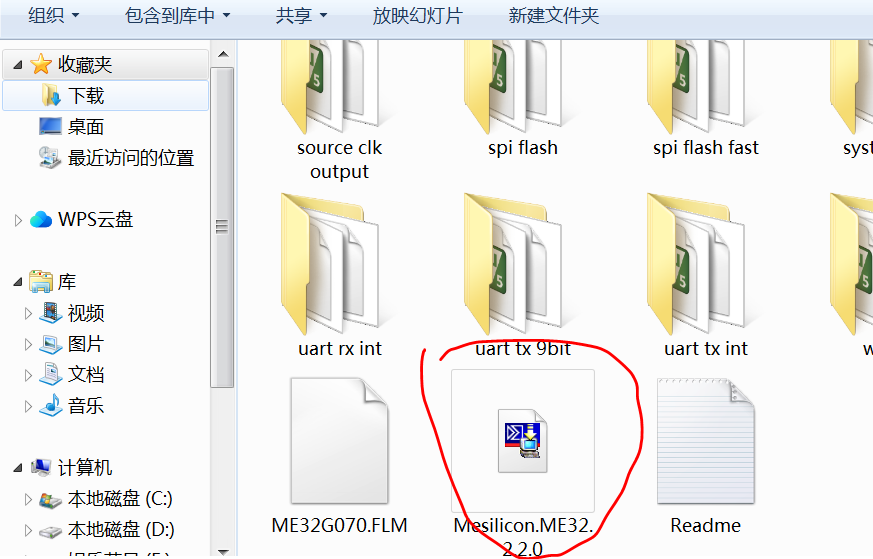 组织 包含到库中 共享 放映幻灯片 新建文件夹
收藏夹
下载
桌面
最近访问的位置
WPS云盘
库
视频
图片
文档
音乐
计算机
本地磁盘 (C:)
本地磁盘 (D:)
source clk
output
spi flash
spi flash fast
syst
uart rx int
uart tx 9bit
uart tx int
w
ME32G070.FLM
Mesilicon.ME32.
2.2.0
Readme